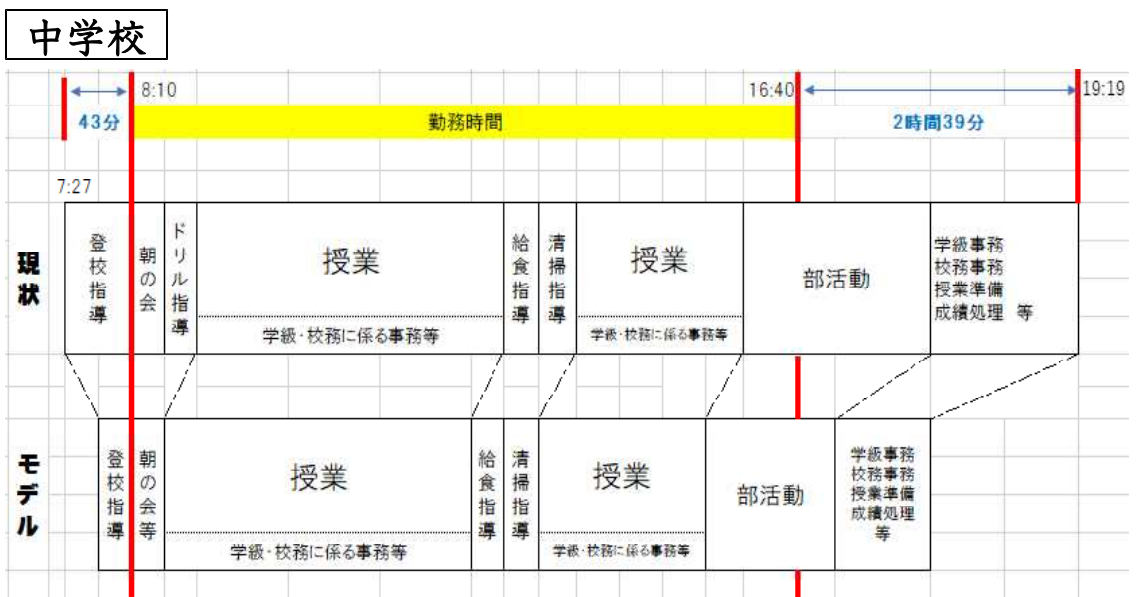 中学校
8:10
16:40
19:19
43分
勤務時間
2時間39分
7:27
現状
登校指導
朝の会
ドリル指導
授業
学級・校務に係る事務等
給食指導
清掃指導
授業
学級・校務に係る事務等
部活動
学級事務
校務事務
授業準備
成績処理 等
モデル
登校指導
朝の会等
授業
学級・校務に係る事務等
給食指導
清掃指導
授業
学級・校務に係る事務等
部活動
学級事務
校務事務
授業準備
成績処理
等